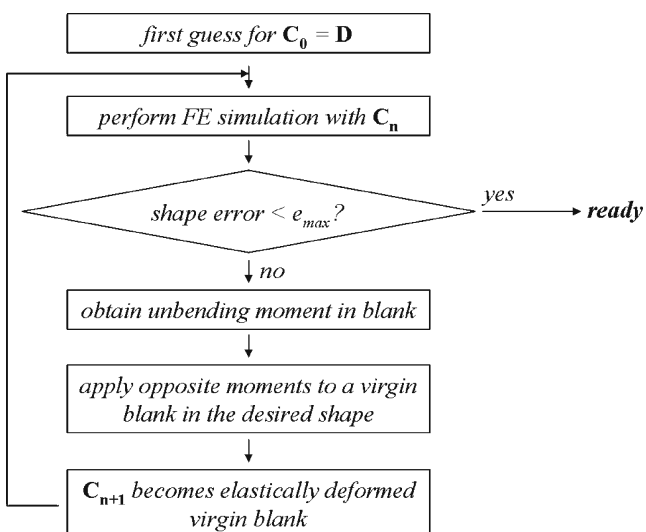 first guess for C0 = D
perform FE simulation with Cn
shape error < emax?
yes
ready
no
obtain unbending moment in blank
apply opposite moments to a virgin
blank in the desired shape
Cn+1 becomes elastically deformed
virgin blank